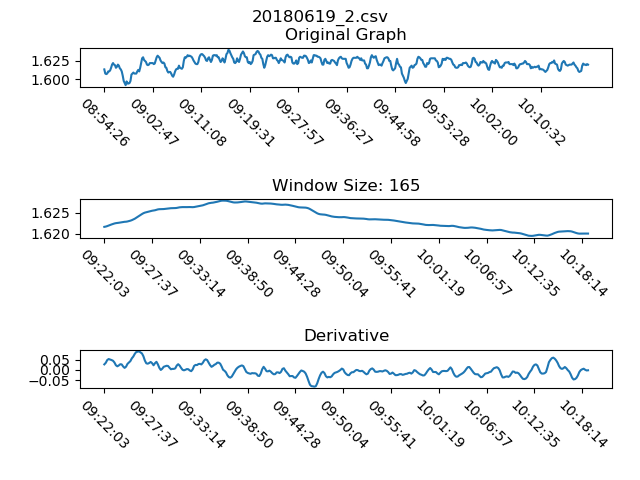 20180619_2.csv
Original Graph
1.625
1.600
08:54:26 09:02:47 09:11:08 09:19:31 09:27:57 09:36:27 09:44:58 09:53:28 10:02:00 10:10:32
Window Size: 165
1.625
1.620
09:22:03 09:27:37 09:33:14 09:38:50 09:44:28 09:50:04 09:55:41 10:01:19 10:06:57 10:12:35 10:18:14
Derivative
0.05
0.00
−0.05
09:22:03 09:27:37 09:33:14 09:38:50 09:44:28 09:50:04 09:55:41 10:01:19 10:06:57 10:12:35 10:18:14